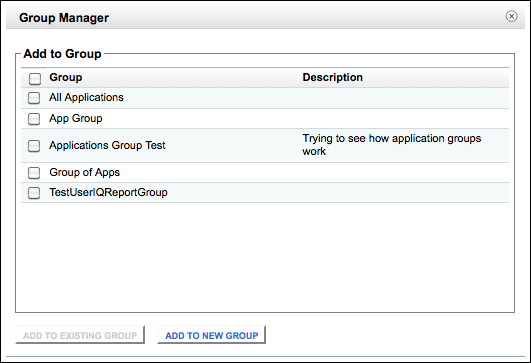 Group Manager
Add to Group
Group Description
All Applications
App Group
Applications Group Test Trying to see how application groups
work
Group of Apps
TestUserIQReportGroup
ADD TO EXISTING GROUP ADD TO NEW GROUP